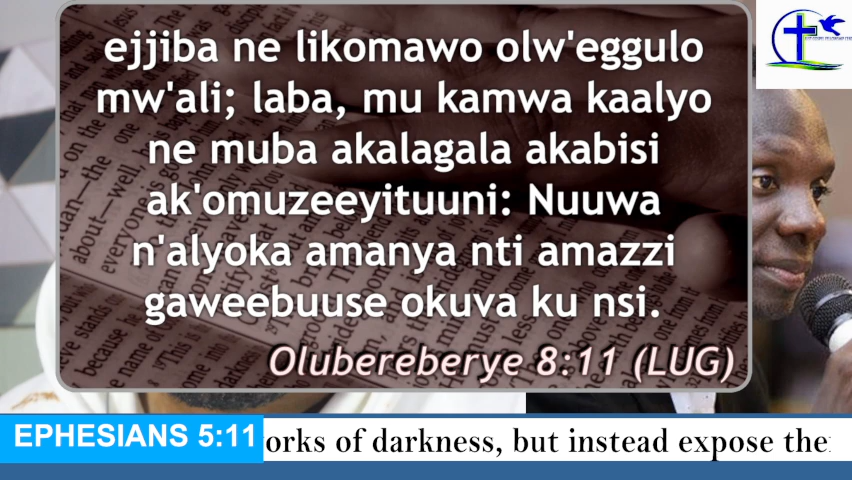 ejjiba ne likomawo olw'eggulo
mw'ali; laba, mu kamwa kaalyo
ne muba akalagala akabisi
ak'omuzeeyituuni: Nuuwa
n'alyoka amanya nti amazzi
gaweebuuse okuva ku nsi.
Olubereberye 8:11 (LUG)
EPHESIANS 5:11
orks of darkness, but instead expose the